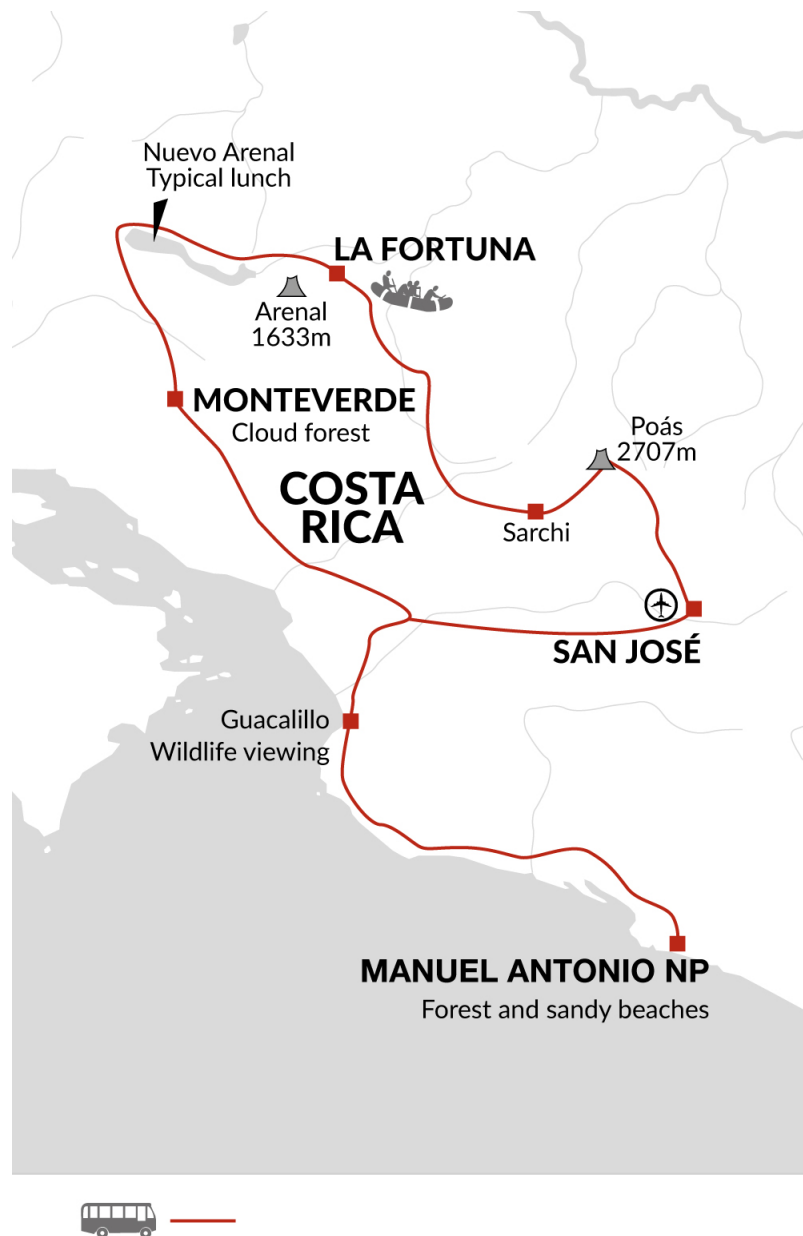 Nuevo Arenal
Typical lunch
LA FORTUNA
Arenal
1633m
MONTEVERDE
Cloud forest
Poás
2707m
COSTA
RICA
Sarchi
SAN JOSÉ
Guacalillo
Wildlife viewing
MANUEL ANTONIO NP
Forest and sandy beaches